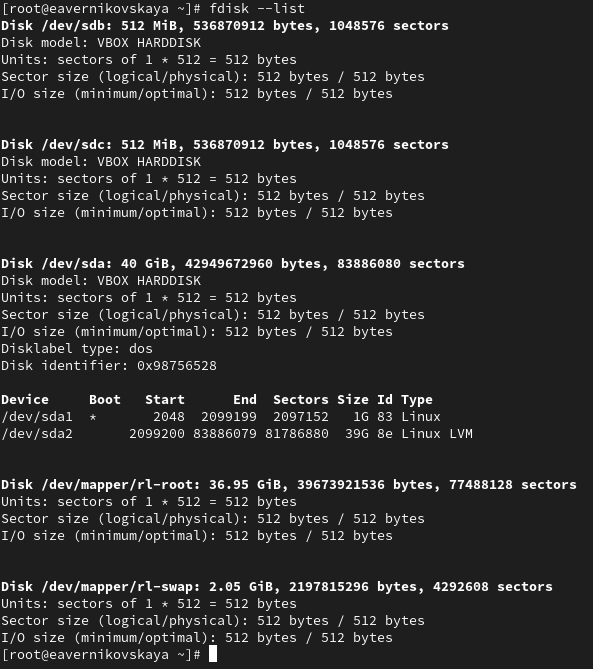 [root@eavernikovskaya ~]# fdisk --list
Disk /dev/sdb: 512 MiB, 536870912 bytes, 1048576 sectors
Disk model: VBOX HARDDISK
Units: sectors of 1 * 512 = 512 bytes
Sector size (logical/physical): 512 bytes / 512 bytes
I/O size (minimum/optimal): 512 bytes / 512 bytes
Disk /dev/sdc: 512 MiB, 536870912 bytes, 1048576 sectors
Disk model: VBOX HARDDISK
Units: sectors of 1 * 512 = 512 bytes
Sector size (logical/physical): 512 bytes / 512 bytes
I/O size (minimum/optimal): 512 bytes / 512 bytes
Disk /dev/sda: 40 GiB, 42949672960 bytes, 83886080 sectors
Disk model: VBOX HARDDISK
Units: sectors of 1 * 512 = 512 bytes
Sector size (logical/physical): 512 bytes / 512 bytes
I/O size (minimum/optimal): 512 bytes / 512 bytes
Disklabel type: dos
Disk identifier: 0x98756528
Device     Boot   Start      End  Sectors Size Id Type
/dev/sda1  *       2048  2099199  2097152   1G 83 Linux
/dev/sda2       2099200 83886079 81786880  39G 8e Linux LVM
Disk /dev/mapper/rl-root: 36.95 GiB, 39673921536 bytes, 77488128 sectors
Units: sectors of 1 * 512 = 512 bytes
Sector size (logical/physical): 512 bytes / 512 bytes
I/O size (minimum/optimal): 512 bytes / 512 bytes
Disk /dev/mapper/rl-swap: 2.05 GiB, 2197815296 bytes, 4292608 sectors
Units: sectors of 1 * 512 = 512 bytes
Sector size (logical/physical): 512 bytes / 512 bytes
I/O size (minimum/optimal): 512 bytes / 512 bytes
[root@eavernikovskaya ~]#